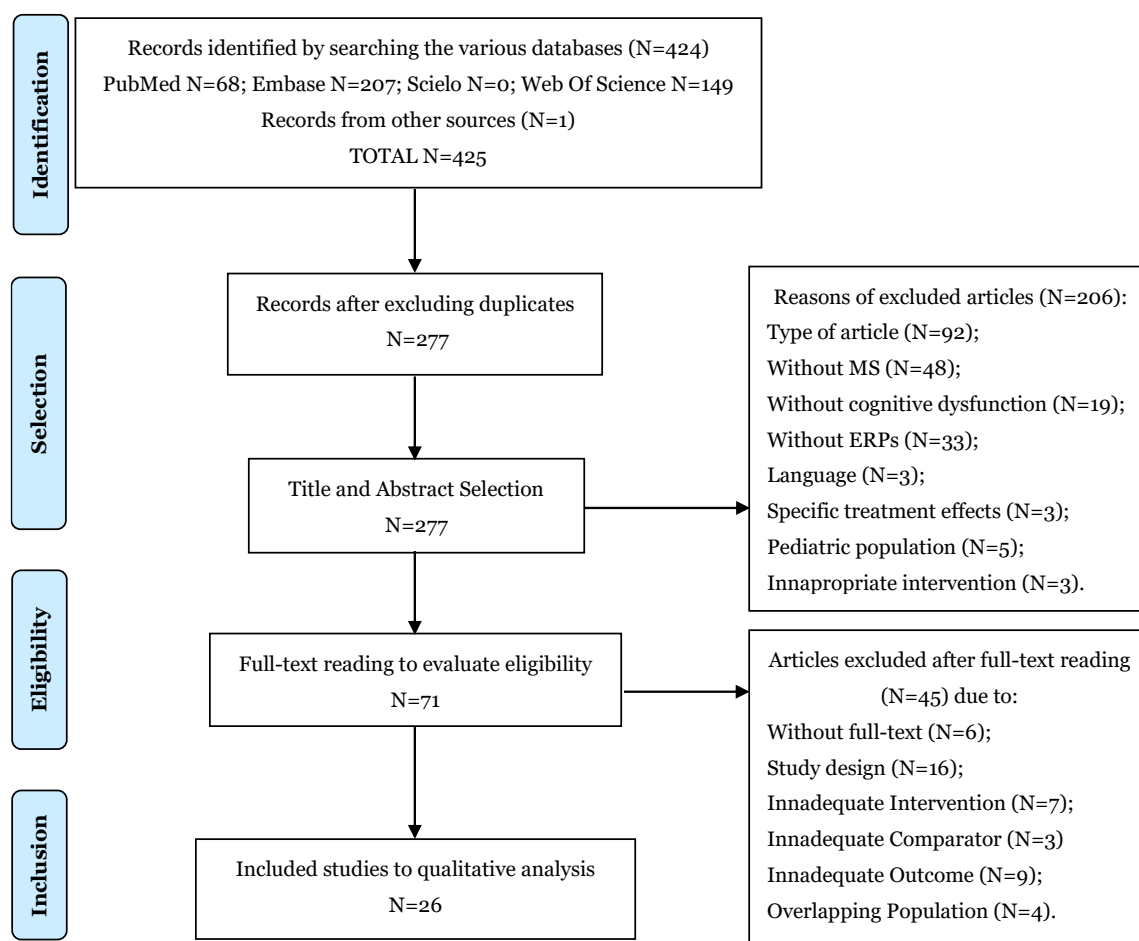 Identification
Records identified by searching the various databases (N=424)
PubMed N=68; Embase N=207; Scielo N=0; Web Of Science N=149
Records from other sources (N=1)
TOTAL N=425
Selection
Records after excluding duplicates
N=277
Title and Abstract Selection
N=277
Reasons of excluded articles (N=206):
Type of article (N=92);
Without MS (N=48);
Without cognitive dysfunction (N=19);
Without ERPs (N=33);
Language (N=3);
Specific treatment effects (N=3);
Pediatric population (N=5);
Innapropriate intervention (N=3).
Eligibility
Full-text reading to evaluate eligibility
N=71
Articles excluded after full-text reading
(N=45) due to:
Without full-text (N=6);
Study design (N=16);
Innadequate Intervention (N=7);
Innadequate Comparator (N=3)
Innadequate Outcome (N=9);
Overlapping Population (N=4).
Inclusion
Included studies to qualitative analysis
N=26